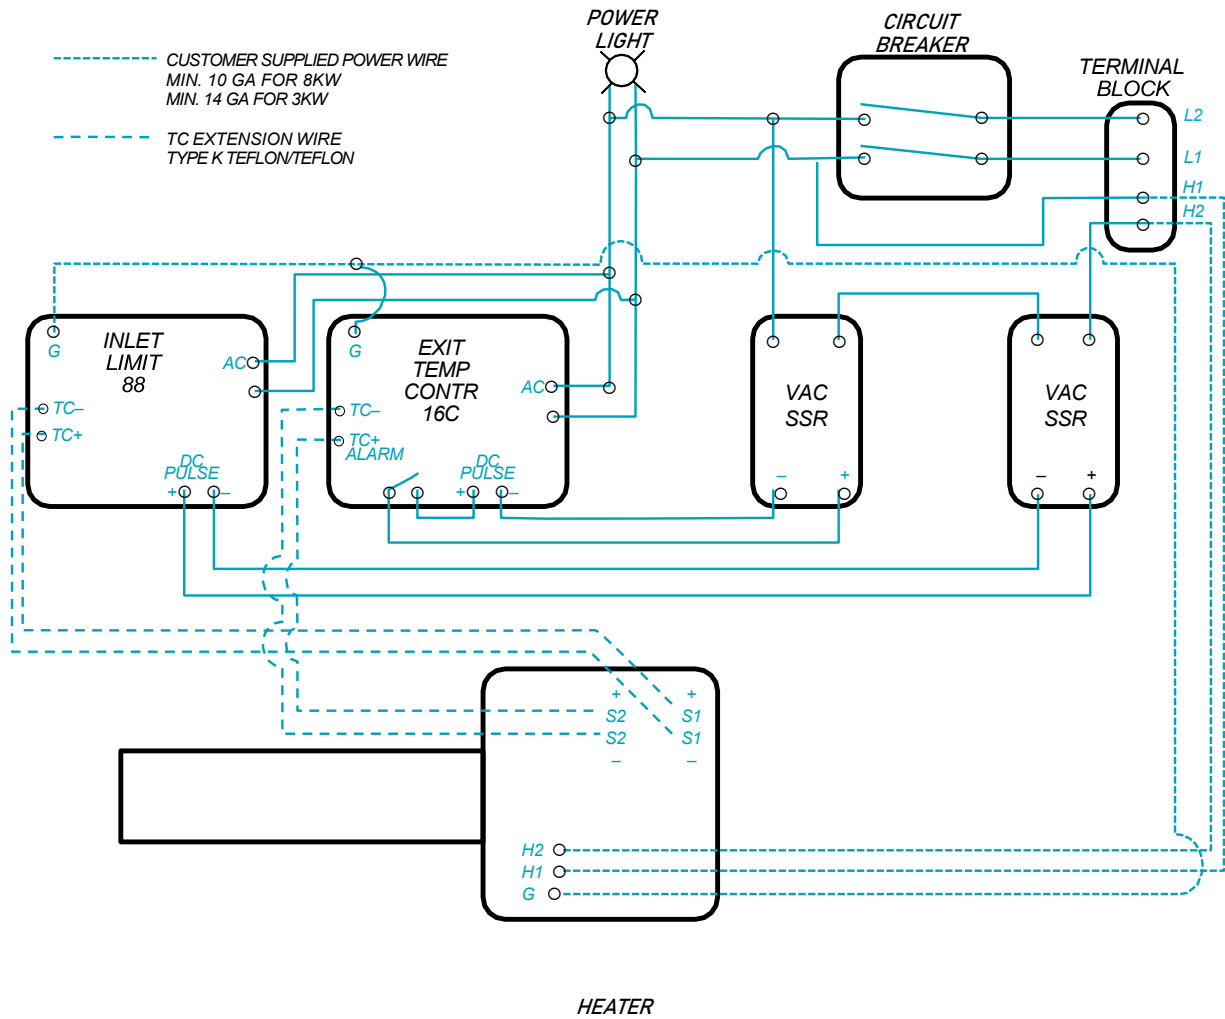 POWER
LIGHT
CIRCUIT
BREAKER
TERMINAL
BLOCK
CUSTOMER SUPPLIED POWER WIRE
MIN. 10 GA FOR 8KW
MIN. 14 GA FOR 3KW
TC EXTENSION WIRE
TYPE K TEFLON/TEFLON
L2
L1
H1
H2
G
INLET
LIMIT
88
AC
TC–
TC+
DC
PULSE
+ –
G
EXIT
TEMP
CONTR
16C
AC
TC–
TC+
ALARM
DC
PULSE
+ –
VAC
SSR
– +
VAC
SSR
– +
+ +
S2 S1
S2 S1
– –
H2
H1
G
HEATER